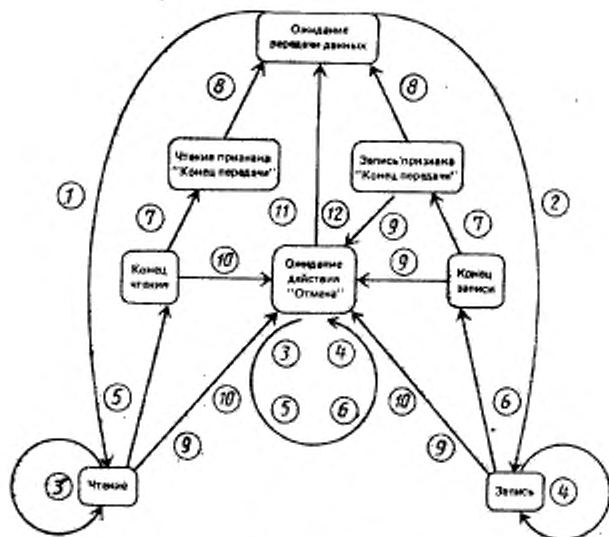 Ожидание
передачи данных
8
8
Чтение признака
"Конец передачи"
Запись признака
"Конец передачи"
1
2
7
11
12
9
7
Конец
чтения
10
Ожидание
действия
"Отмена"
9
Конец
записи
3
4
5
10
5
6
10
6
9
9
3
Чтение
Запись
4